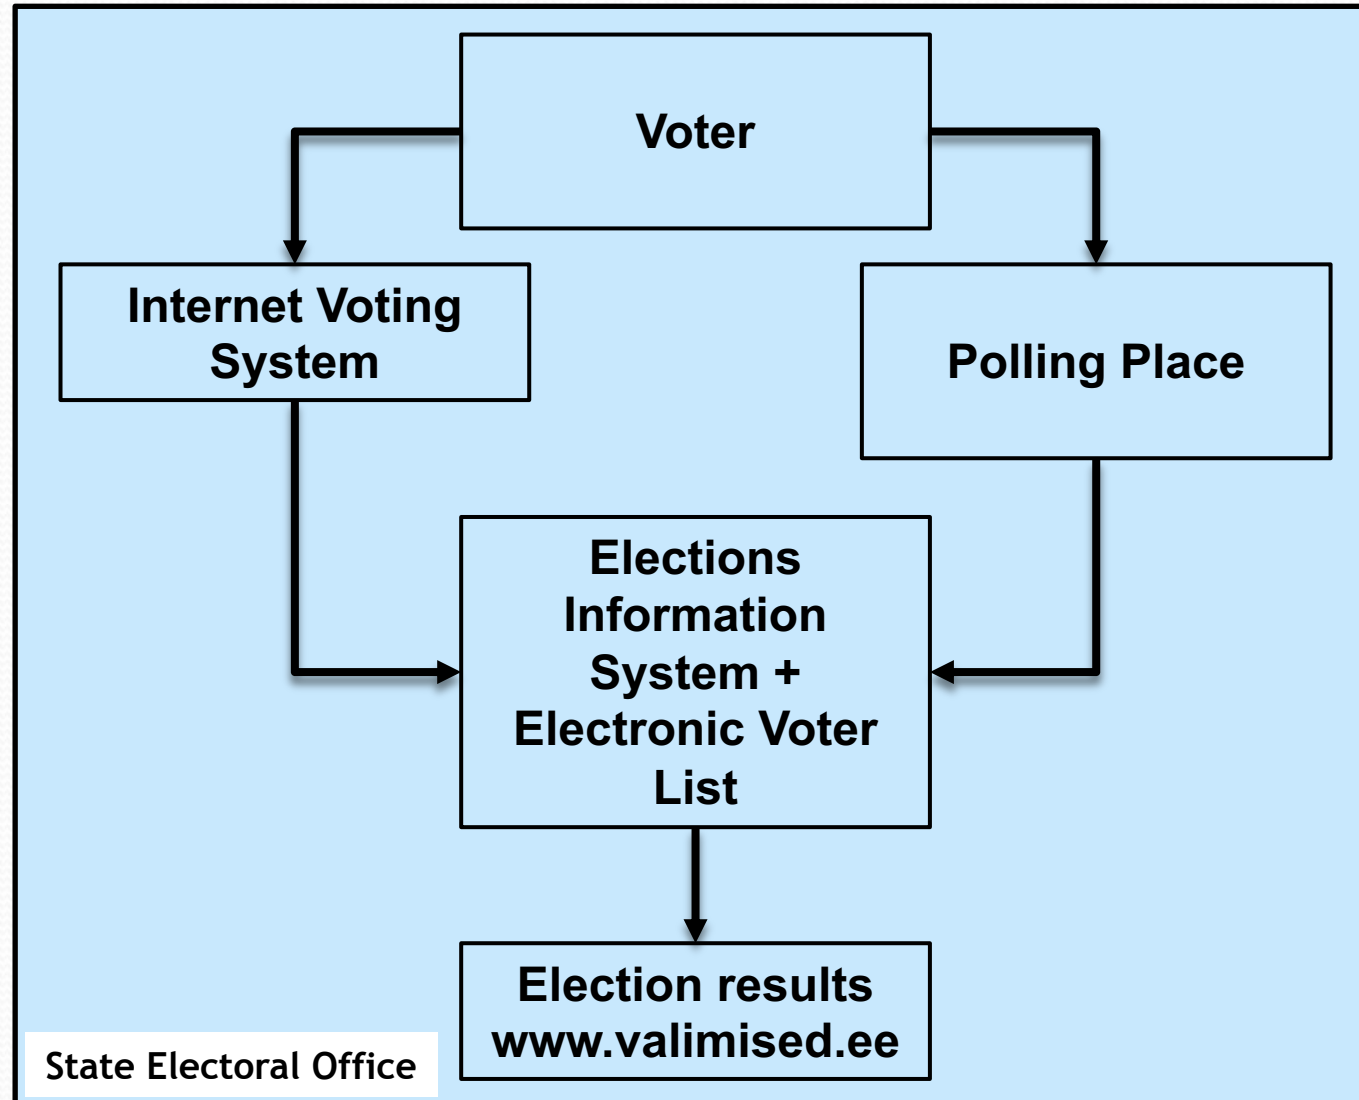 Voter
Internet Voting
System
Polling Place
Elections
Information
System +
Electronic Voter
List
Election results
www.valimised.ee
State Electoral Office